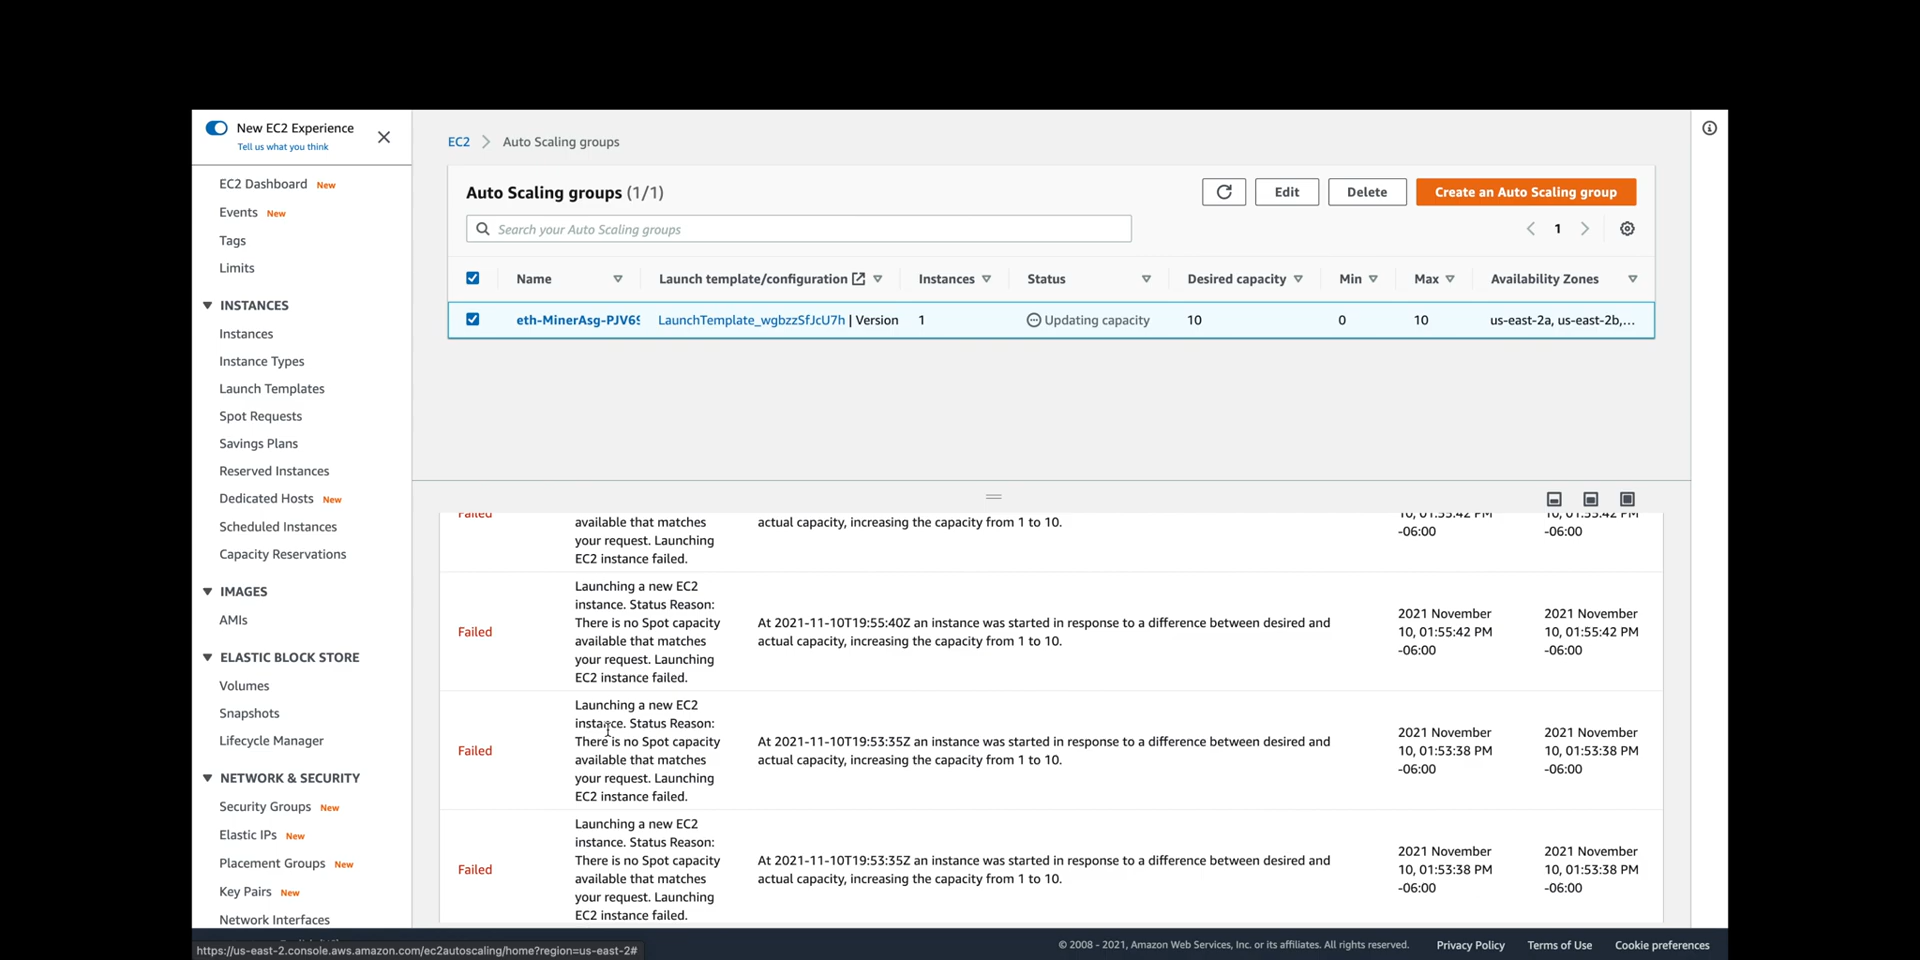 New EC2 Experience
Tell us what you think
EC2 Dashboard New
Events New
Tags
Limits
INSTANCES
Instances
Instance Types
Launch Templates
Spot Requests
Savings Plans
Reserved Instances
Dedicated Hosts New
Scheduled Instances
Capacity Reservations
IMAGES
AMIs
ELASTIC BLOCK STORE
Volumes
Snapshots
Lifecycle Manager
NETWORK & SECURITY
Security Groups New
Elastic IPs New
Placement Groups New
Key Pairs New
Network Interfaces
EC2 > Auto Scaling groups
Auto Scaling groups (1/1)
Edit
Delete
Create an Auto Scaling group
Search your Auto Scaling groups
1
Name Launch template/configuration Instances Status Desired capacity Min Max Availability Zones
eth-MinerAsg-PJV69 LaunchTemplate_wgbzzSfJcU7h | Version 1 Updating capacity 10 0 10 us-east-2a, us-east-2b,...
Failed
available that matches
your request. Launching
EC2 instance failed.
actual capacity, increasing the capacity from 1 to 10.
10, 01:55:42 PM
-06:00
10, 01:55:42 PM
-06:00
Failed
Launching a new EC2
instance. Status Reason:
There is no Spot capacity
available that matches
your request. Launching
EC2 instance failed.
At 2021-11-10T19:55:40Z an instance was started in response to a difference between desired and
actual capacity, increasing the capacity from 1 to 10.
2021 November
10, 01:55:42 PM
-06:00
2021 November
10, 01:55:42 PM
-06:00
Failed
Launching a new EC2
instance. Status Reason:
There is no Spot capacity
available that matches
your request. Launching
EC2 instance failed.
At 2021-11-10T19:53:35Z an instance was started in response to a difference between desired and
actual capacity, increasing the capacity from 1 to 10.
2021 November
10, 01:53:38 PM
-06:00
2021 November
10, 01:53:38 PM
-06:00
Failed
Launching a new EC2
instance. Status Reason:
There is no Spot capacity
available that matches
your request. Launching
EC2 instance failed.
At 2021-11-10T19:53:35Z an instance was started in response to a difference between desired and
actual capacity, increasing the capacity from 1 to 10.
2021 November
10, 01:53:38 PM
-06:00
2021 November
10, 01:53:38 PM
-06:00
https://us-east-2.console.aws.amazon.com/ec2autoscaling/home?region=us-east-2#
© 2008 - 2021, Amazon Web Services, Inc. or its affiliates. All rights reserved.
Privacy Policy
Terms of Use
Cookie preferences